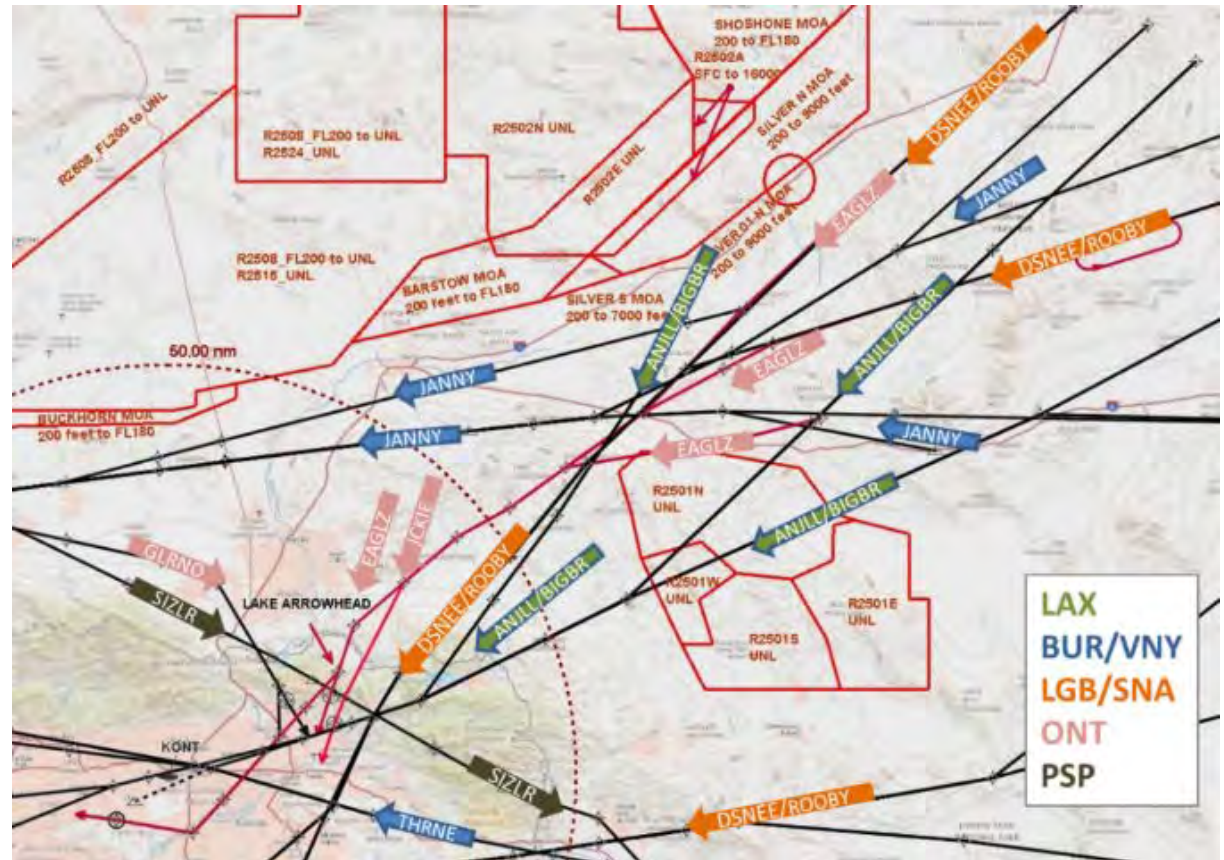 SHOSHONE MOA
200 to FL180
R2502A
SFC to 16000
R2508_FL200 to UNL
R2508_FL200 to UNL
R2524_UNL
R2502N UNL
R2502E UNL
SILVER N MOA
200 to 9000 feet
DSNEE/ROOBY
JANNY
EAGLZ
DSNEE/ROOBY
200 to 9000 feet
R2508_FL200 to UNL
R2515_UNL
BARSTOW MOA
200 feet to FL180
SILVER S MOA
200 to 7000 feet
ANJLL/BIGBR
ANJLL/BIGBR
50.00 nm
EAGLZ
JANNY
BUCKHORN MOA
200 feet to FL180
JANNY
EAGLZ
JANNY
R2501N
UNL
ANJLL/BIGBR
EAGLZ
JCKIE
GLRNO
SIZLR
LAKE ARROWHEAD
DSNEE/ROOBY
ANJLL/BIGBR
R2501W
UNL
R2501E
UNL
R2501S
UNL
KONT
SIZLR
THRNE
DSNEE/ROOBY
LAX
BUR/VNY
LGB/SNA
ONT
PSP